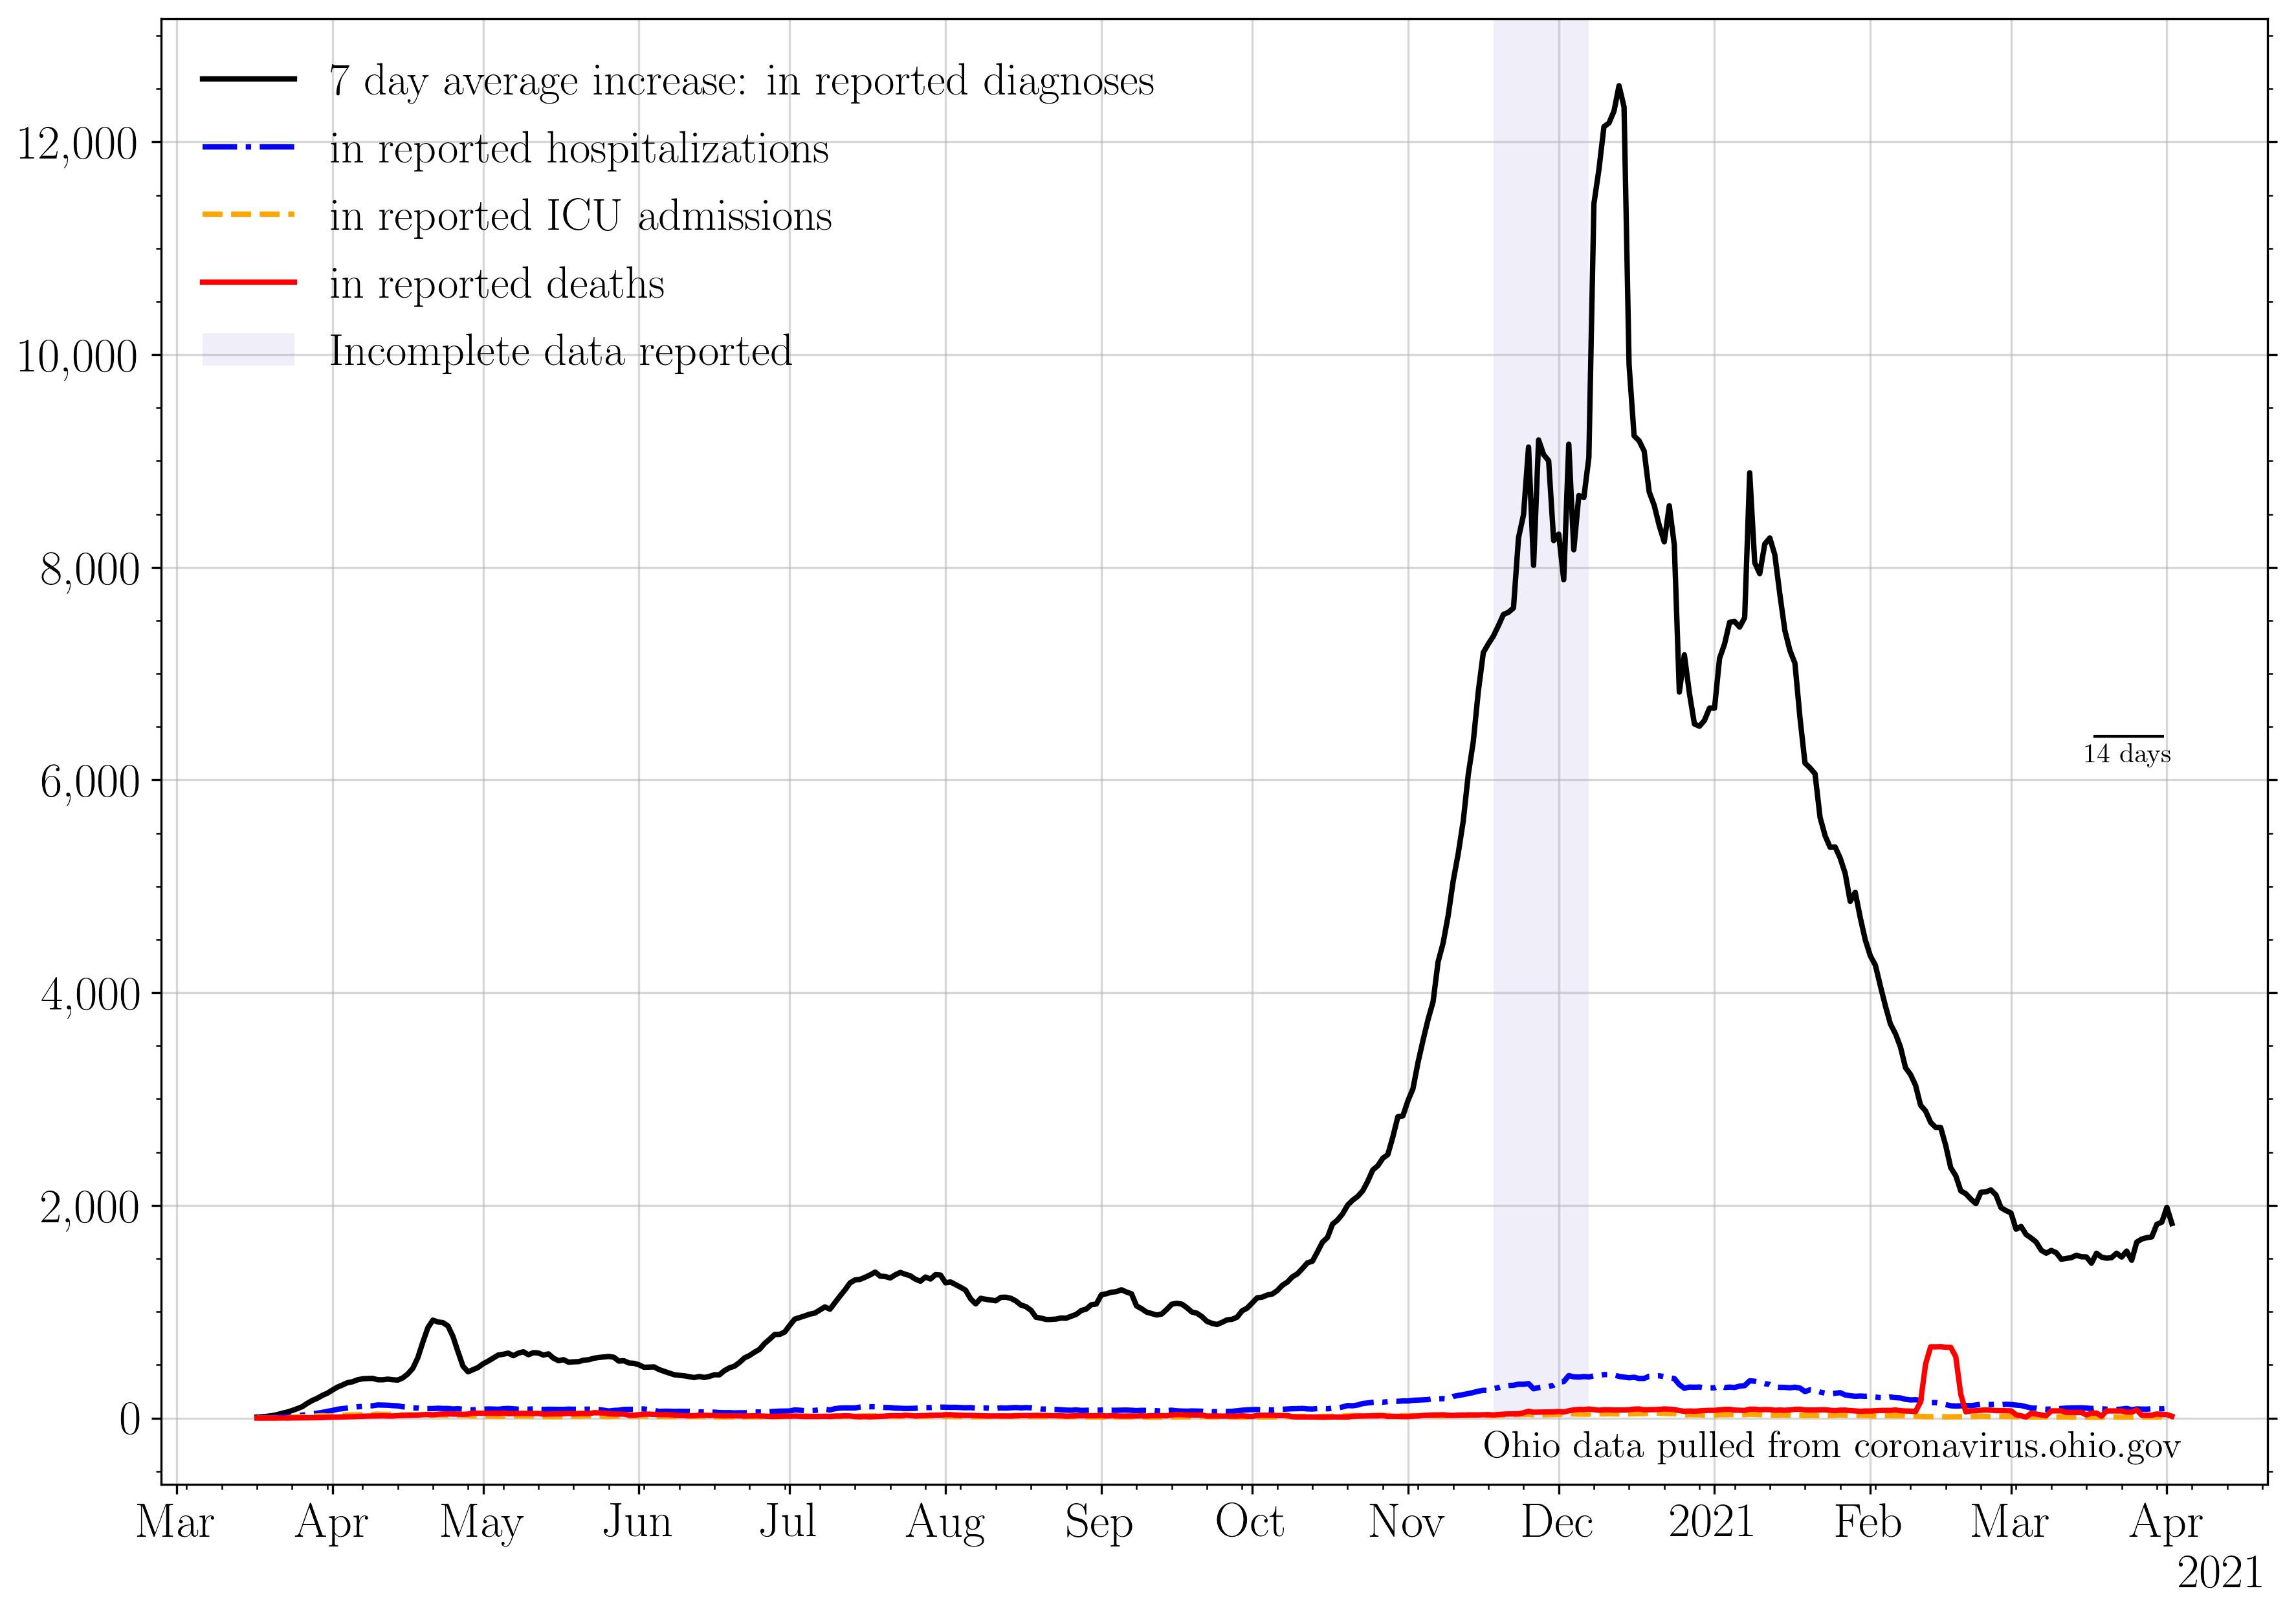 7 day average increase: in reported diagnoses
in reported hospitalizations
in reported ICU admissions
in reported deaths
Incomplete data reported
12,000
10,000
8,000
6,000
4,000
2,000
0
14 days
Ohio data pulled from coronavirus.ohio.gov
Mar Apr May Jun Jul Aug Sep Oct Nov Dec 2021 Feb Mar Apr
2021